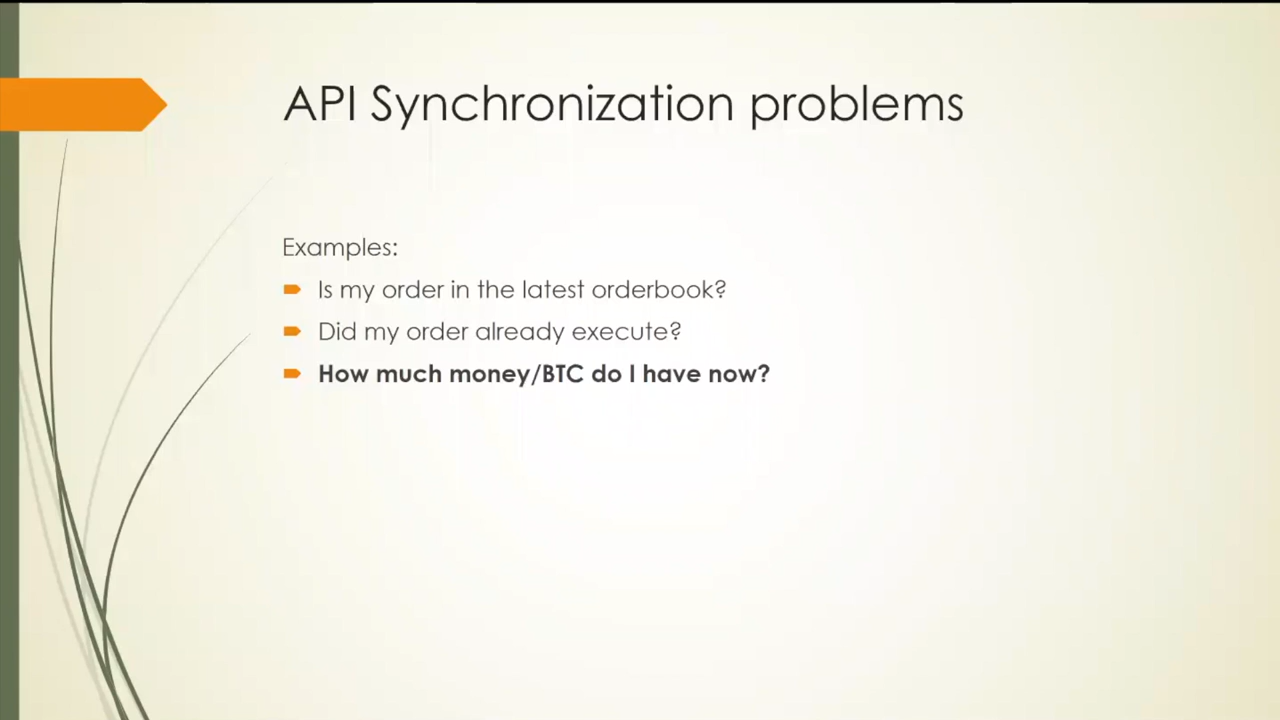 API Synchronization problems
Examples:
Is my order in the latest orderbook?
Did my order already execute?
How much money/BTC do I have now?